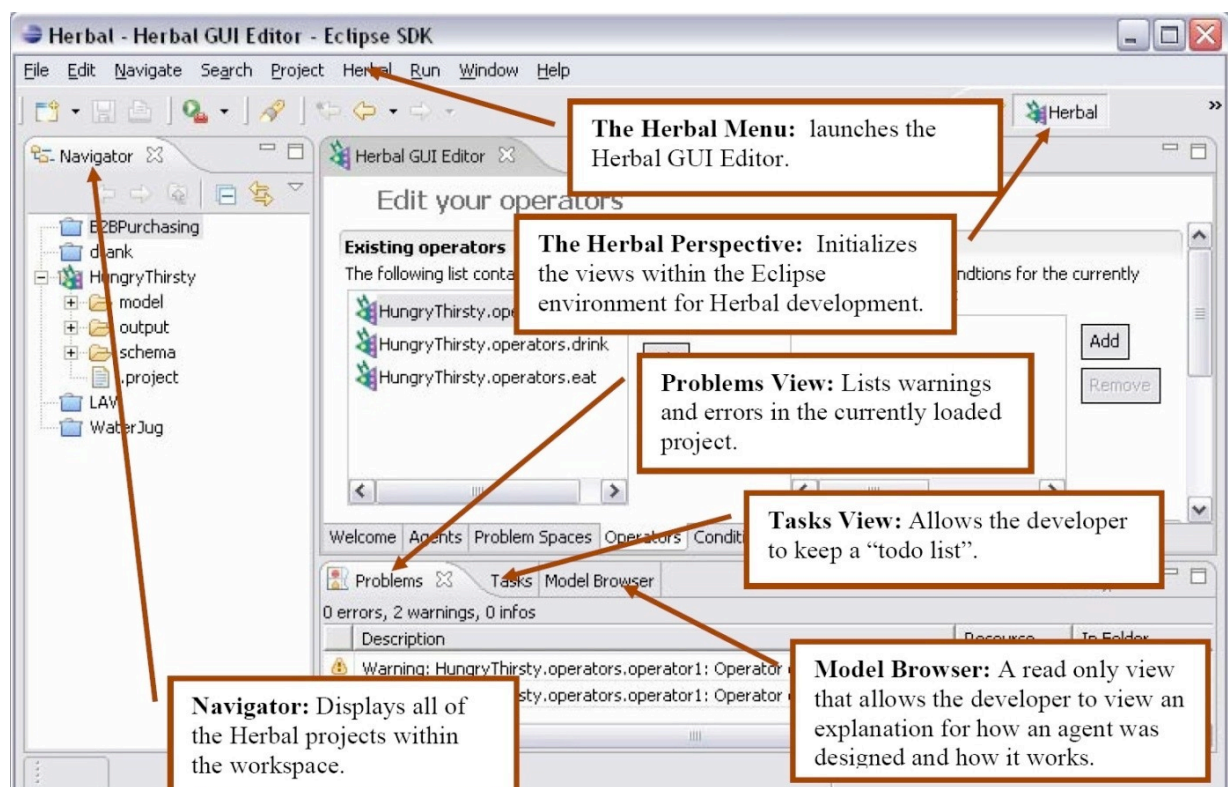 Herbal - Herbal GUI Editor - Eclipse SDK
File Edit Navigate Search Project Herbal Run Window Help
The Herbal Menu: launches the
Herbal GUI Editor.
Herbal
Navigator
Herbal GUI Editor
Edit your operators
B2BPurchasing
drank
HungryThirsty
model
output
schema
.project
LAV
WaterJug
Existing operators
The following list conta
ndtions for the currently
The Herbal Perspective: Initializes
the views within the Eclipse
environment for Herbal development.
HungryThirsty.ope
HungryThirsty.operators.drink
HungryThirsty.operators.eat
Add
Remove
Problems View: Lists warnings
and errors in the currently loaded
project.
Tasks View: Allows the developer
to keep a “todo list”.
Welcome Agents Problem Spaces Operators Conditi
Problems Tasks Model Browser
0 errors, 2 warnings, 0 infos
Description Resource In Folder
Warning: HungryThirsty.operators.operator1: Operator
sty.operators.operator1: Operator
Model Browser: A read only view
that allows the developer to view an
explanation for how an agent was
designed and how it works.
Navigator: Displays all of
the Herbal projects within
the workspace.